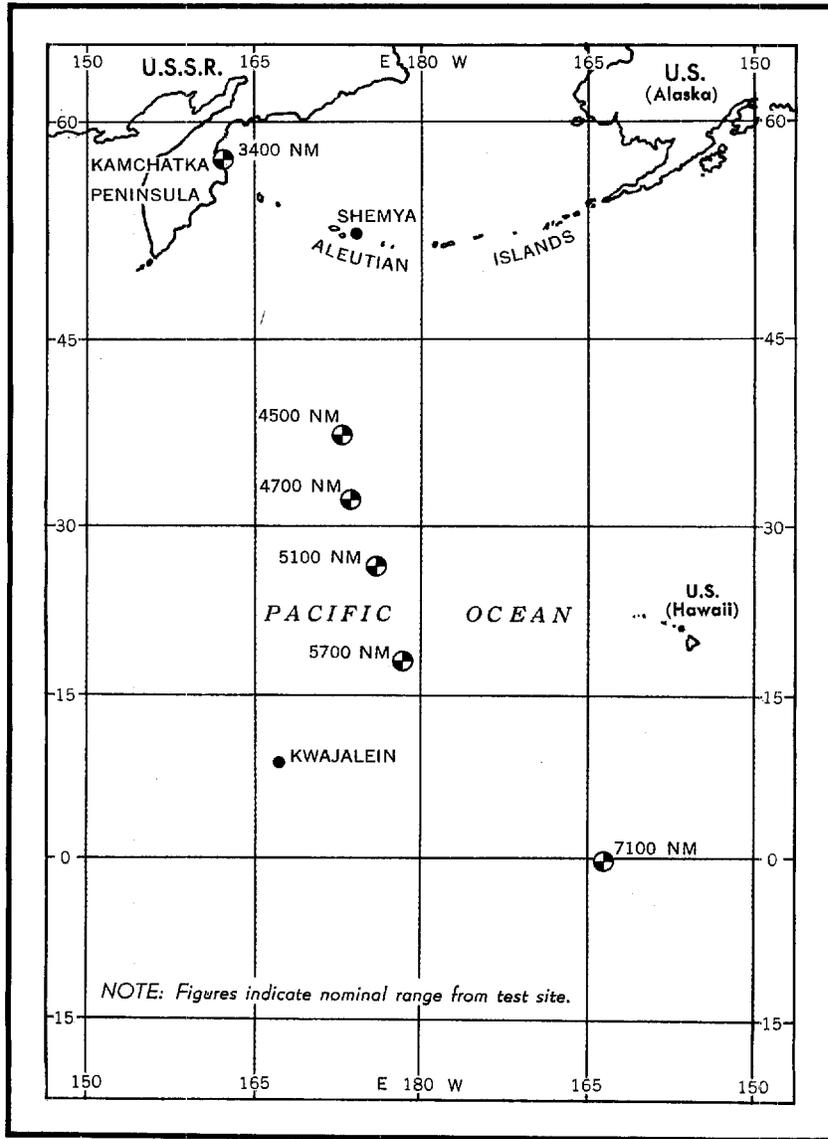 150 165 E 180 W 165 150
U.S.S.R.
U.S.
(Alaska)
60 60
3400 NM
KAMCHATKA
PENINSULA
SHEMYA
ALEUTIAN
ISLANDS
45 45
4500 NM
4700 NM
30 30
5100 NM
U.S.
(Hawaii)
PACIFIC OCEAN
5700 NM
15 15
KWAJALEIN
7100 NM
0 0
NOTE: Figures indicate nominal range from test site.
15 15
150 165 E 180 W 165 150